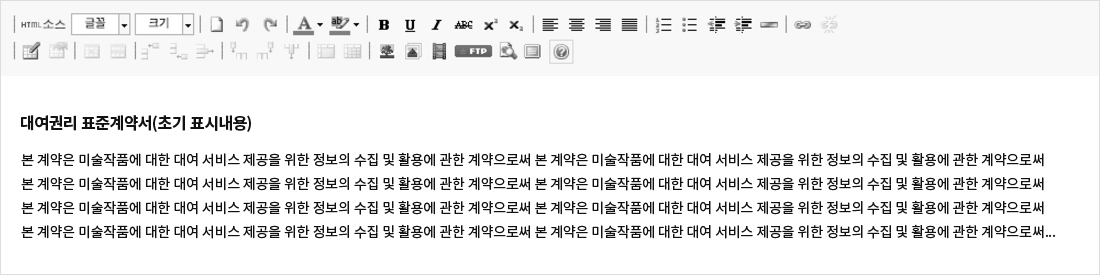 HTML 소스 글꼴 크기 A ab B U I ABC x² x₂
FTP
대여권리 표준계약서(초기 표시내용)
본 계약은 미술작품에 대한 대여 서비스 제공을 위한 정보의 수집 및 활용에 관한 계약으로써 본 계약은 미술작품에 대한 대여 서비스 제공을 위한 정보의 수집 및 활용에 관한 계약으로써
본 계약은 미술작품에 대한 대여 서비스 제공을 위한 정보의 수집 및 활용에 관한 계약으로써 본 계약은 미술작품에 대한 대여 서비스 제공을 위한 정보의 수집 및 활용에 관한 계약으로써
본 계약은 미술작품에 대한 대여 서비스 제공을 위한 정보의 수집 및 활용에 관한 계약으로써 본 계약은 미술작품에 대한 대여 서비스 제공을 위한 정보의 수집 및 활용에 관한 계약으로써
본 계약은 미술작품에 대한 대여 서비스 제공을 위한 정보의 수집 및 활용에 관한 계약으로써 본 계약은 미술작품에 대한 대여 서비스 제공을 위한 정보의 수집 및 활용에 관한 계약으로써...